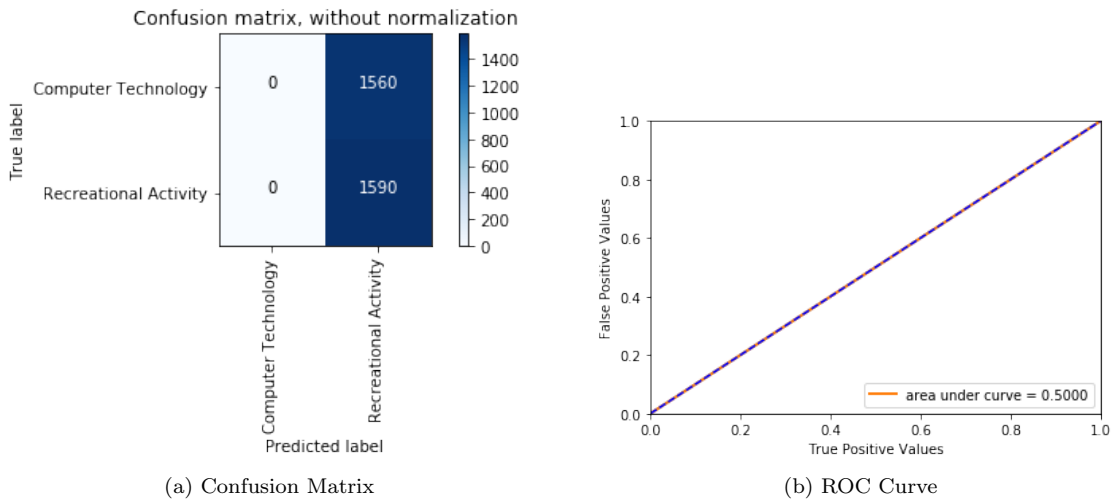 Confusion matrix, without normalization
True label
Computer Technology
Recreational Activity
0
1560
0
1590
1400
1200
1000
800
600
400
200
0
Computer Technology
Recreational Activity
Predicted label
(a) Confusion Matrix
False Positive Values
1.0
0.8
0.6
0.4
0.2
0.0
area under curve = 0.5000
0.0
0.2
0.4
0.6
0.8
1.0
True Positive Values
(b) ROC Curve